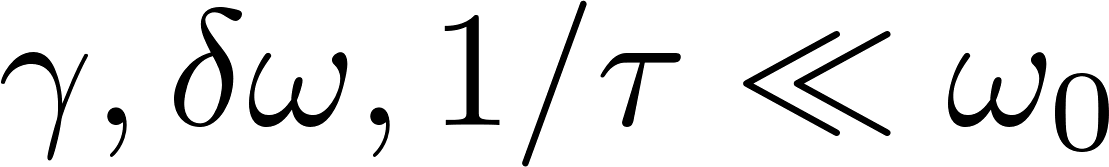 γ, δω, 1/τ ≪ ω₀